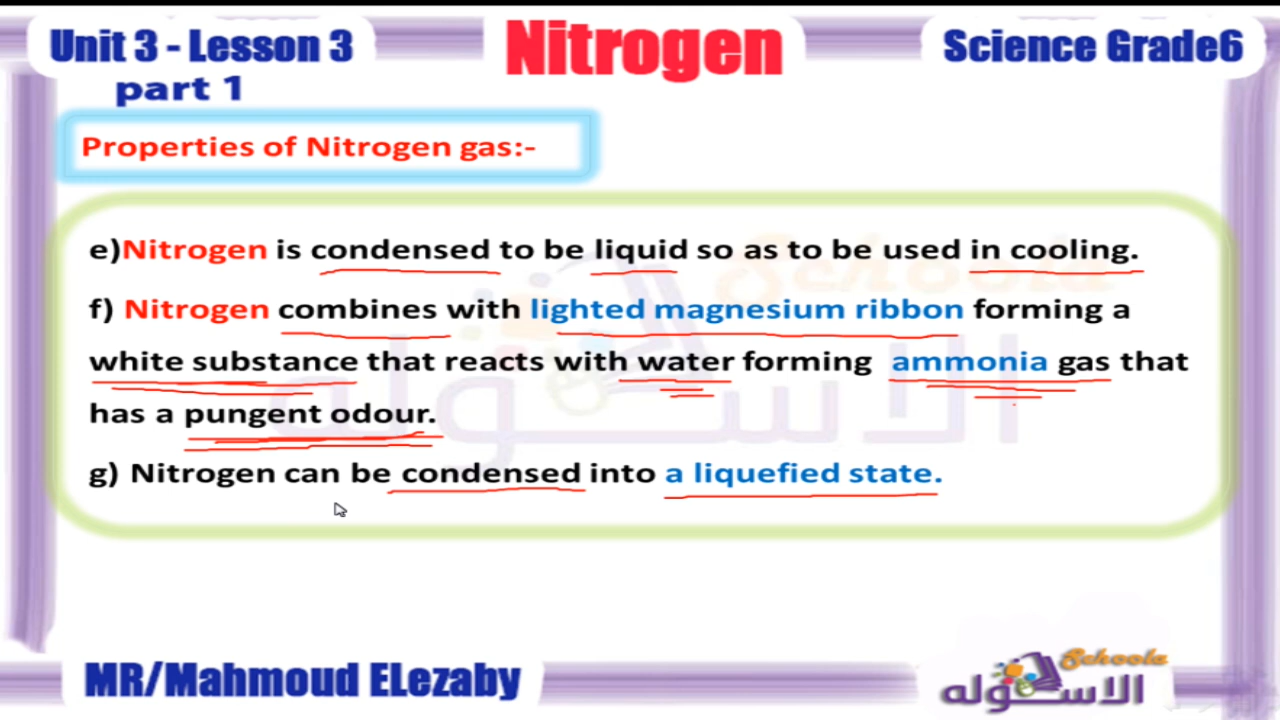 Unit 3 - Lesson 3
part 1
Nitrogen
Science Grade6
Properties of Nitrogen gas:-
e)Nitrogen is condensed to be liquid so as to be used in cooling.
f) Nitrogen combines with lighted magnesium ribbon forming a
white substance that reacts with water forming ammonia gas that
has a pungent odour.
g) Nitrogen can be condensed into a liquefied state.
MR/Mahmoud ELezaby
Schoola
الاسكوله